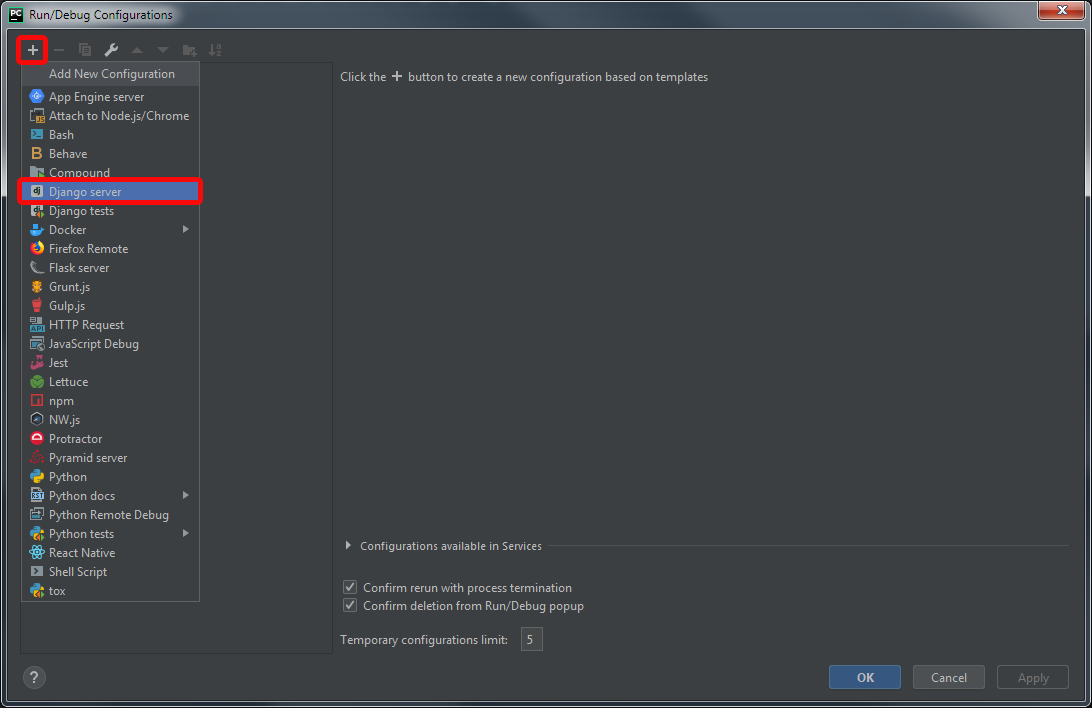 PC Run/Debug Configurations
Add New Configuration
Click the + button to create a new configuration based on templates
App Engine server
Attach to Node.js/Chrome
Bash
Behave
Compound
Django server
Django tests
Docker
Firefox Remote
Flask server
Grunt.js
Gulp.js
HTTP Request
JavaScript Debug
Jest
Lettuce
npm
NW.js
Protractor
Pyramid server
Python
Python docs
Python Remote Debug
Python tests
React Native
Shell Script
tox
Configurations available in Services
Confirm rerun with process termination
Confirm deletion from Run/Debug popup
Temporary configurations limit: 5
? OK Cancel Apply